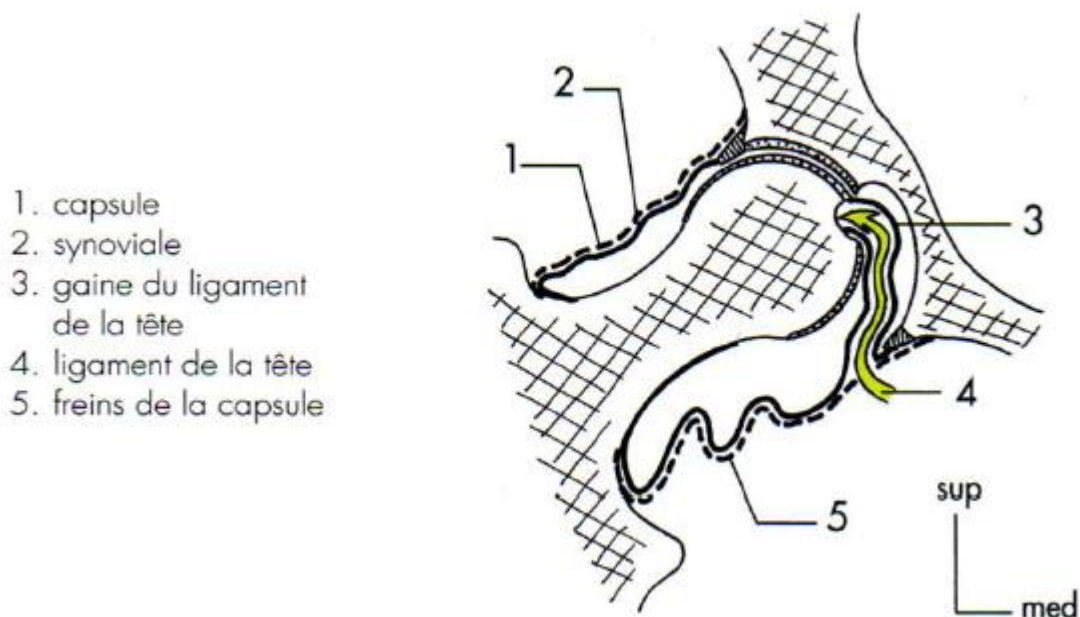 1. capsule
2. synoviale
3. gaine du ligament
de la tête
4. ligament de la tête
5. freins de la capsule
2
1
3
4
5
sup
med